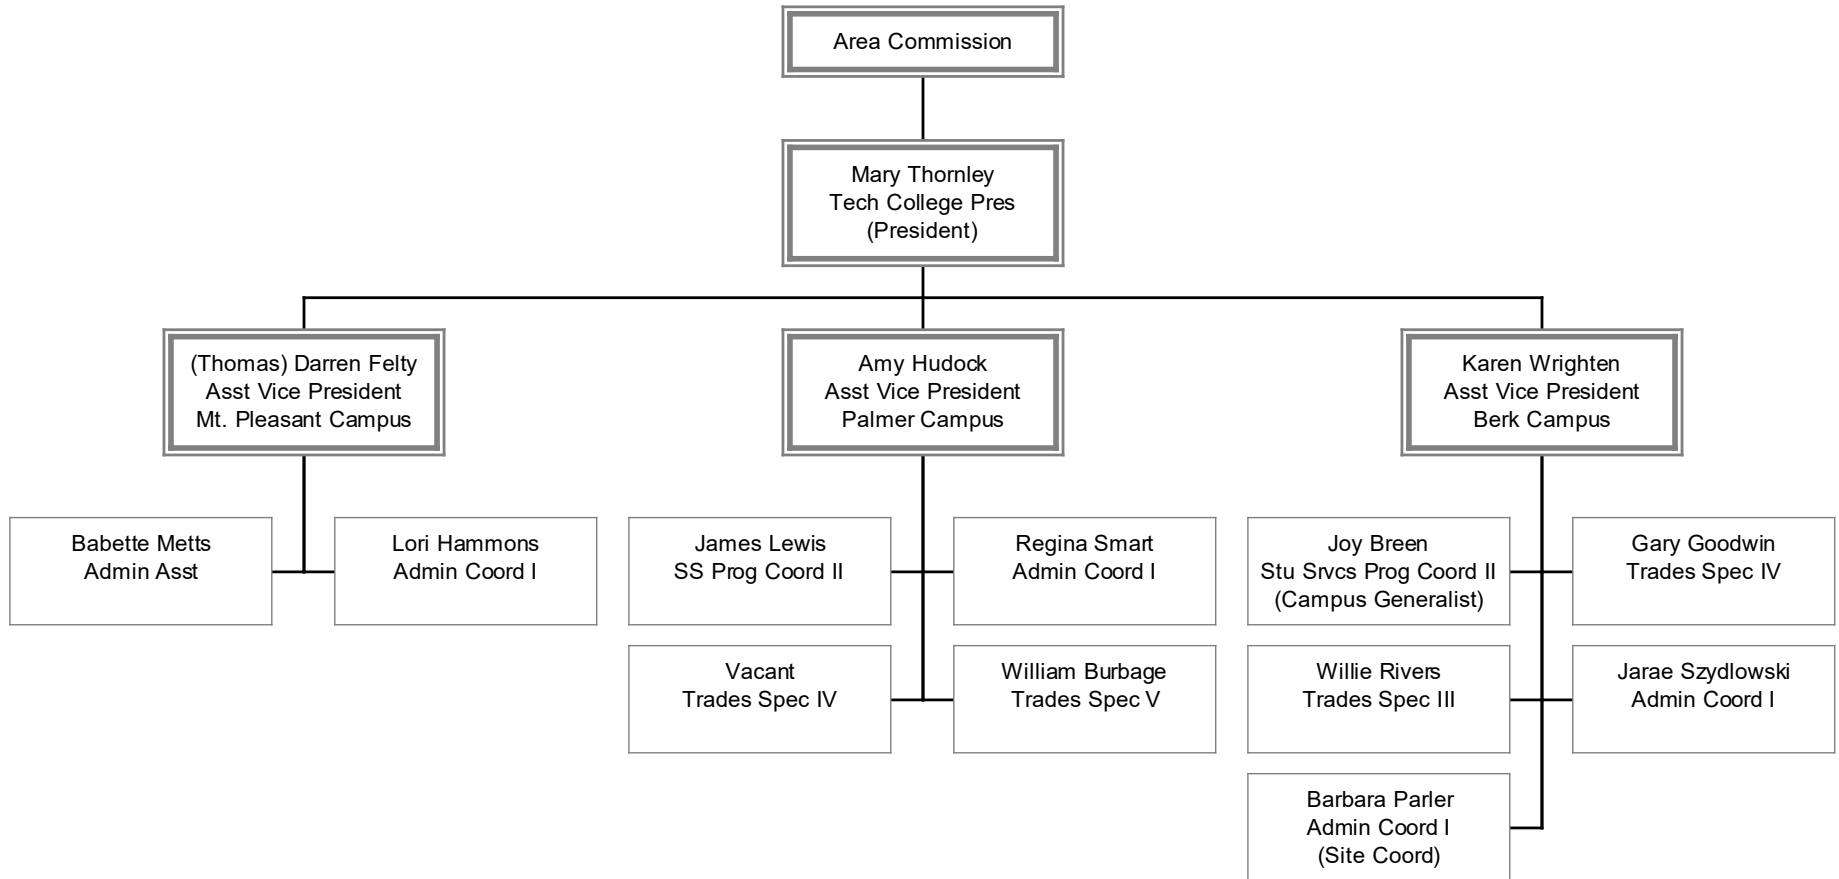 Area Commission
Mary Thornley
Tech College Pres
(President)
(Thomas) Darren Felty
Asst Vice President
Mt. Pleasant Campus
Amy Hudock
Asst Vice President
Palmer Campus
Karen Wrighten
Asst Vice President
Berk Campus
Babette Metts
Admin Asst
Lori Hammons
Admin Coord I
James Lewis
SS Prog Coord II
Regina Smart
Admin Coord I
Joy Breen
Stu Srvcs Prog Coord II
(Campus Generalist)
Gary Goodwin
Trades Spec IV
Vacant
Trades Spec IV
William Burbage
Trades Spec V
Willie Rivers
Trades Spec III
Jarae Szydlowski
Admin Coord I
Barbara Parler
Admin Coord I
(Site Coord)